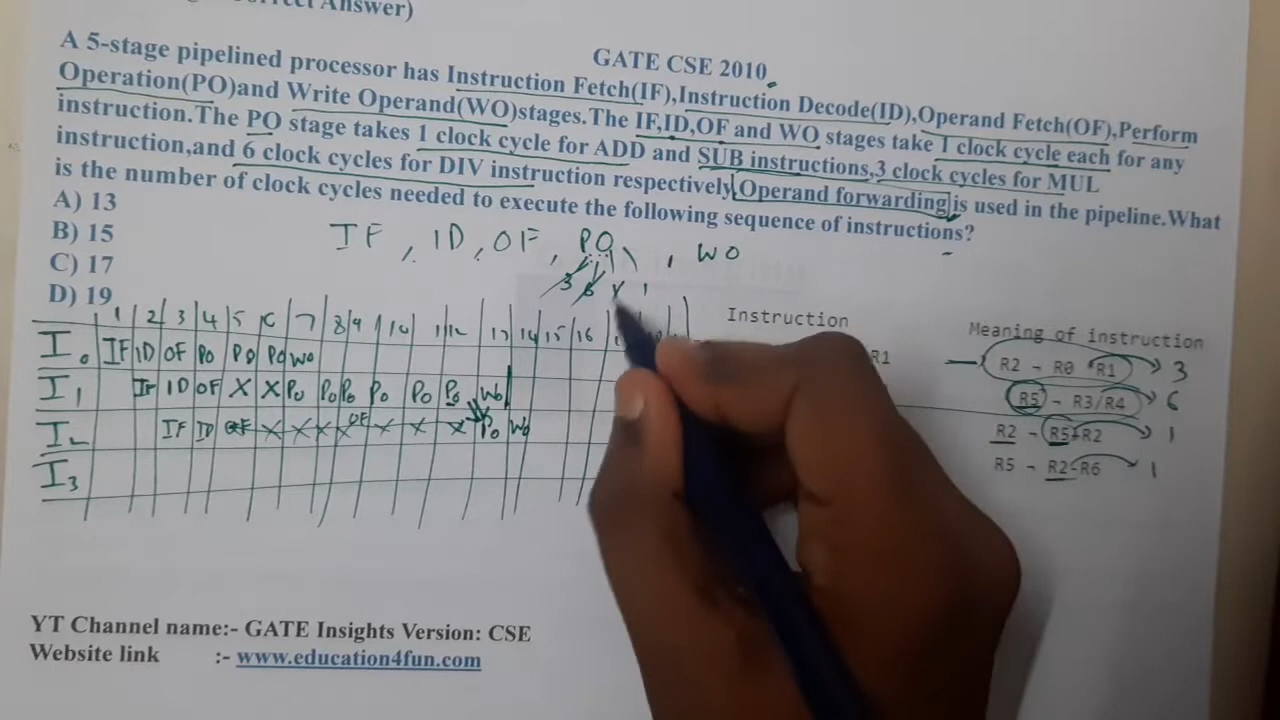 rrect Answer)
GATE CSE 2010
A 5-stage pipelined processor has Instruction Fetch(IF),Instruction Decode(ID),Operand Fetch(OF),Perform
Operation(PO)and Write Operand(WO)stages.The IF,ID,OF and WO stages take 1 clock cycle each for any
instruction.The PO stage takes 1 clock cycle for ADD and SUB instructions,3 clock cycles for MUL
instruction,and 6 clock cycles for DIV instruction respectively.Operand forwarding is used in the pipeline.What
is the number of clock cycles needed to execute the following sequence of instructions?
A) 13
B) 15
C) 17
D) 19
IF , ID , OF , PO , WO
3 6 1 1
1 2 3 4 5 6 7 8 9 10 11 12 13 14 15 16
I0 IF ID OF PO PO PO WO
I1 IF ID OF X X PO PO PO PO PO PO WO
I2 IF ID OF X X X X OF X X X PO WO
I3
Instruction
Meaning of instruction
R1
R2 ← R0 *R1 3
R5 ← R3/R4 6
R2 ← R5+R2 1
R5 ← R2-R6 1
YT Channel name:- GATE Insights Version: CSE
Website link :- www.education4fun.com